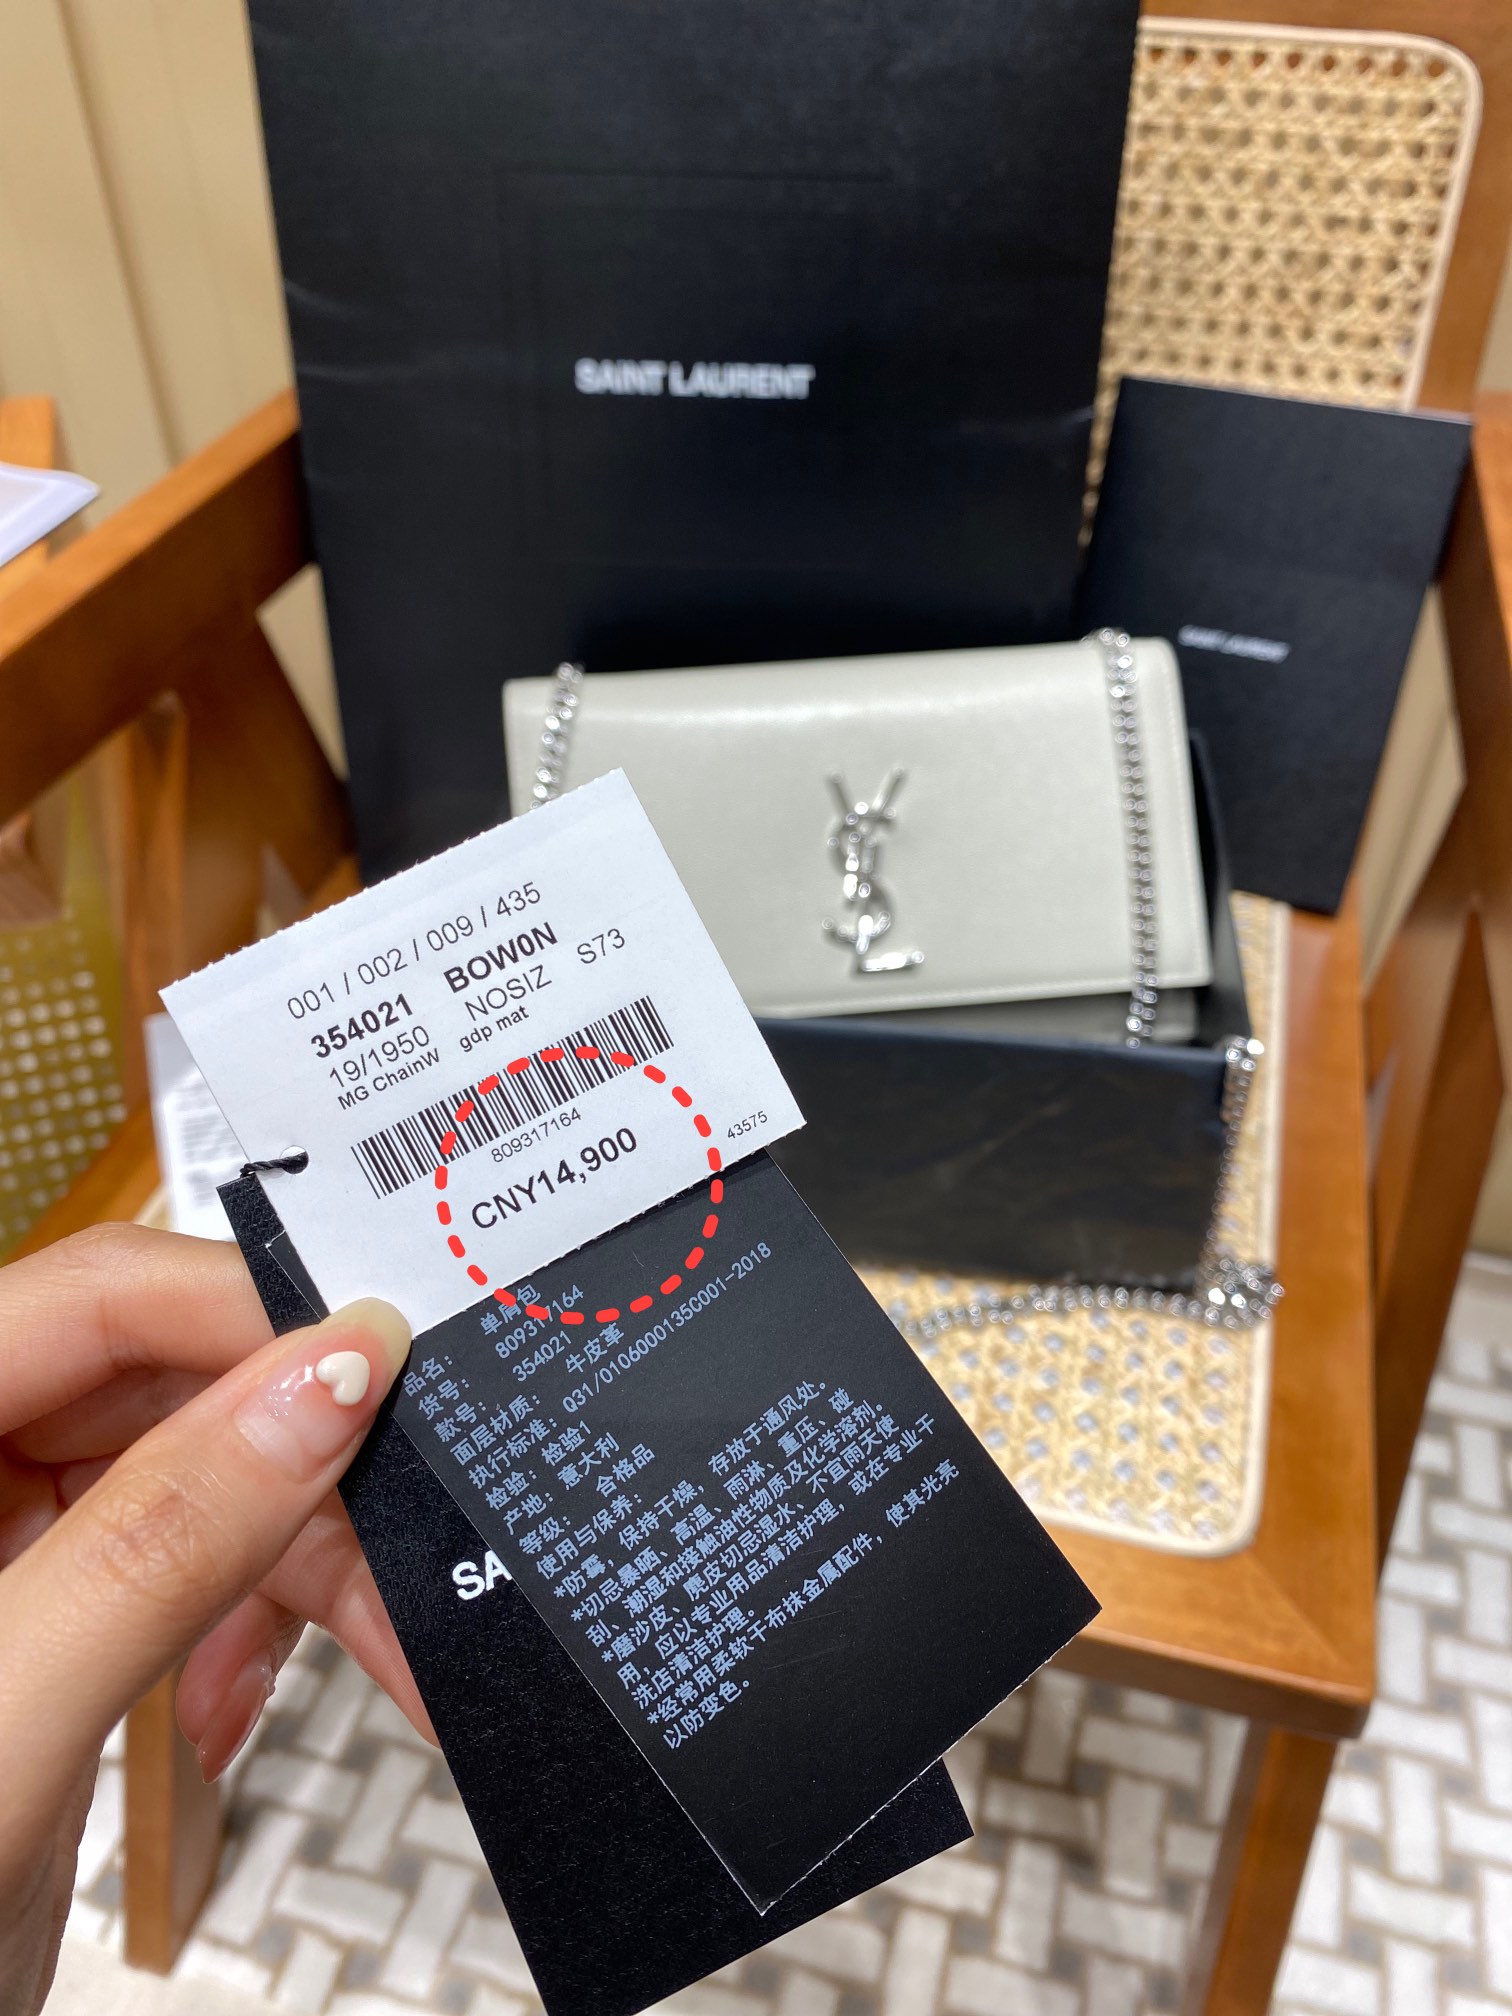 SAINT LAURENT
SAINT LAURENT
001 / 002 / 009 / 435
354021 BOW0N
19/1950 NOSIZ S73
MG ChainW gdp mat
809317164
43575
CNY14,900
品名: 单肩包
货号: 809317164
款号: 354021
面层材质: 牛皮革
执行标准: Q31/0106000135C001-2018
检验: 检验1
产地: 意大利
等级: 合格品
使用与保养:
*防霉，保持干燥，存放于通风处。
*切忌暴晒、高温、雨淋、重压、碰
刮、潮湿和接触油性物质及化学溶剂。
*磨沙皮、麂皮切忌湿水、不宜雨天使
用，应以专业用品清洁护理，或在专业干
洗店清洁护理。
*经常用柔软干布抹金属配件，使其光亮
以防变色。
SA